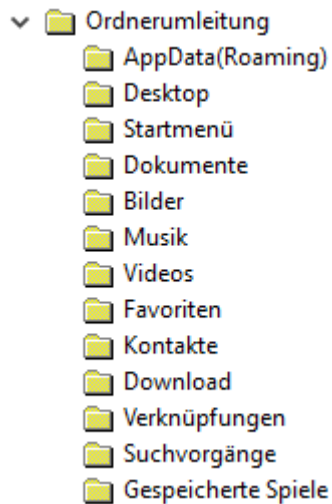 Ordnerumleitung
AppData(Roaming)
Desktop
Startmenü
Dokumente
Bilder
Musik
Videos
Favoriten
Kontakte
Download
Verknüpfungen
Suchvorgänge
Gespeicherte Spiele